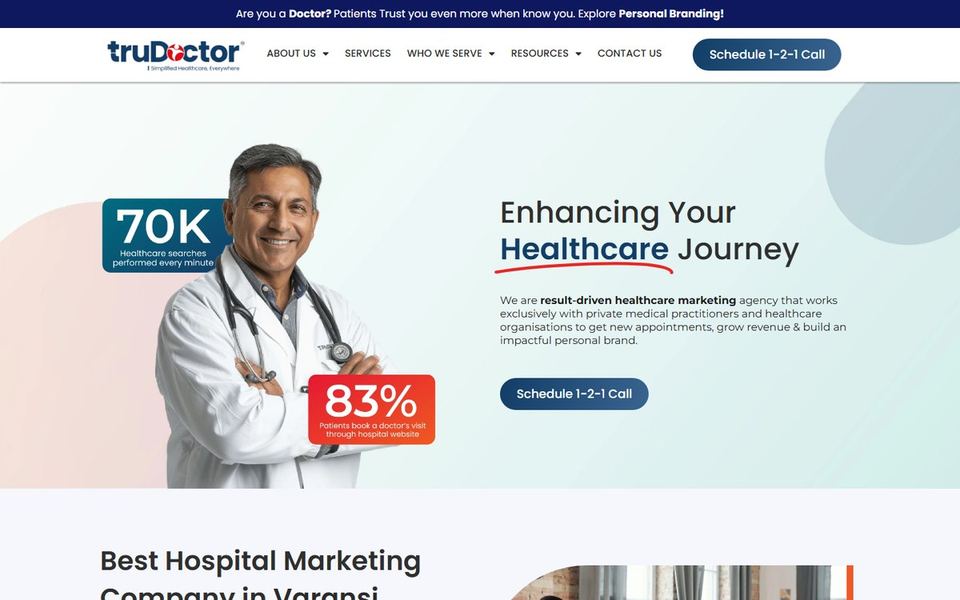 Are you a Doctor? Patients Trust you even more when know you. Explore Personal Branding!
truDoctor
Simplified Healthcare, Everywhere
ABOUT US
SERVICES
WHO WE SERVE
RESOURCES
CONTACT US
Schedule 1-2-1 Call
70K
Healthcare searches
performed every minute
83%
Patients book a doctor's visit
through hospital website
Enhancing Your
Healthcare Journey
We are result-driven healthcare marketing agency that works
exclusively with private medical practitioners and healthcare
organisations to get new appointments, grow revenue & build an
impactful personal brand.
Schedule 1-2-1 Call
Best Hospital Marketing
Company in Varansi